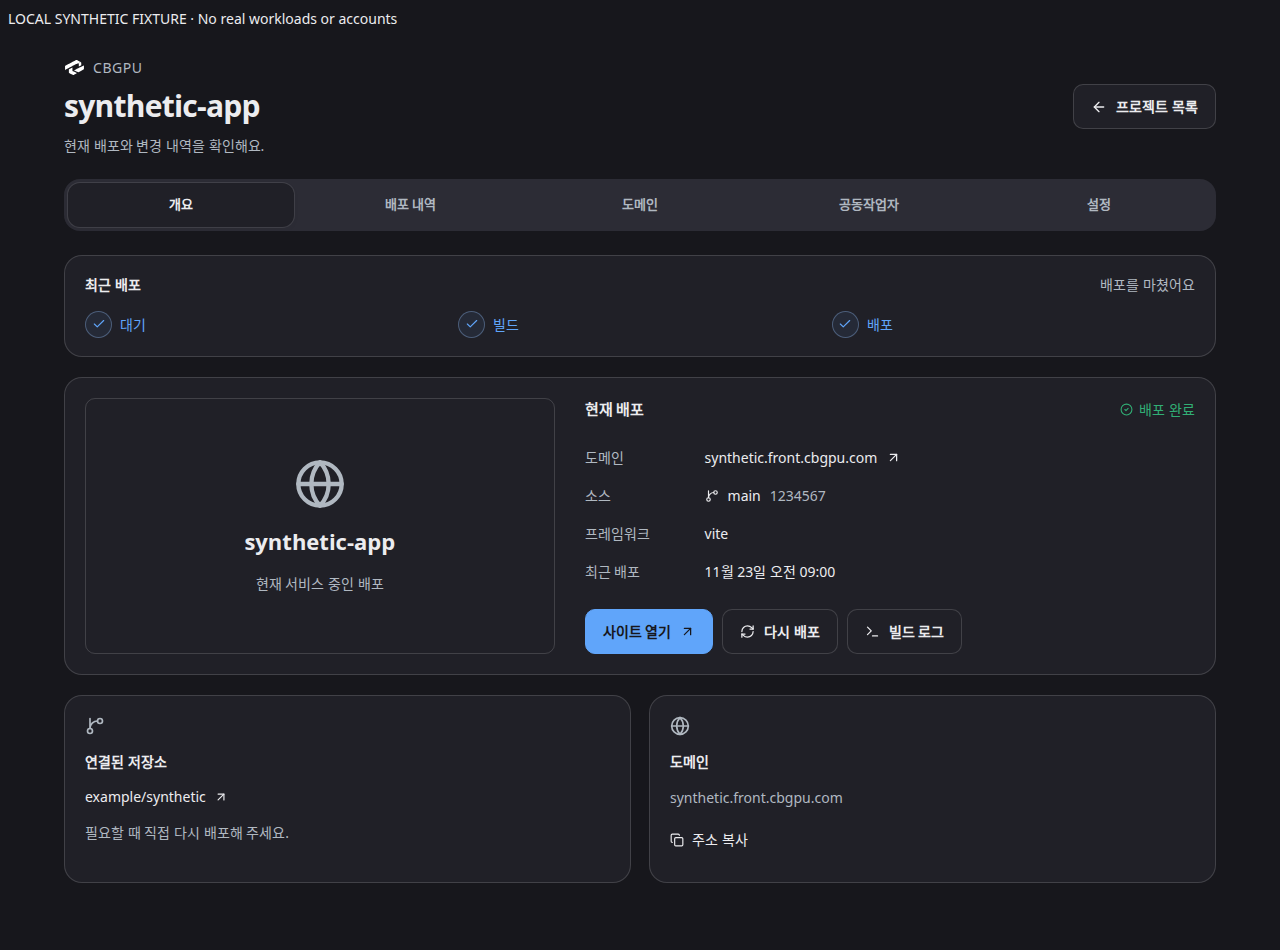 LOCAL SYNTHETIC FIXTURE · No real workloads or accounts
CBGPU
synthetic-app
프로젝트 목록
현재 배포와 변경 내역을 확인해요.
개요
배포 내역
도메인
공동작업자
설정
최근 배포
배포를 마쳤어요
대기
빌드
배포
synthetic-app
현재 서비스 중인 배포
현재 배포
배포 완료
도메인 synthetic.front.cbgpu.com
소스 main 1234567
프레임워크 vite
최근 배포 11월 23일 오전 09:00
사이트 열기
다시 배포
빌드 로그
연결된 저장소
example/synthetic
필요할 때 직접 다시 배포해 주세요.
도메인
synthetic.front.cbgpu.com
주소 복사